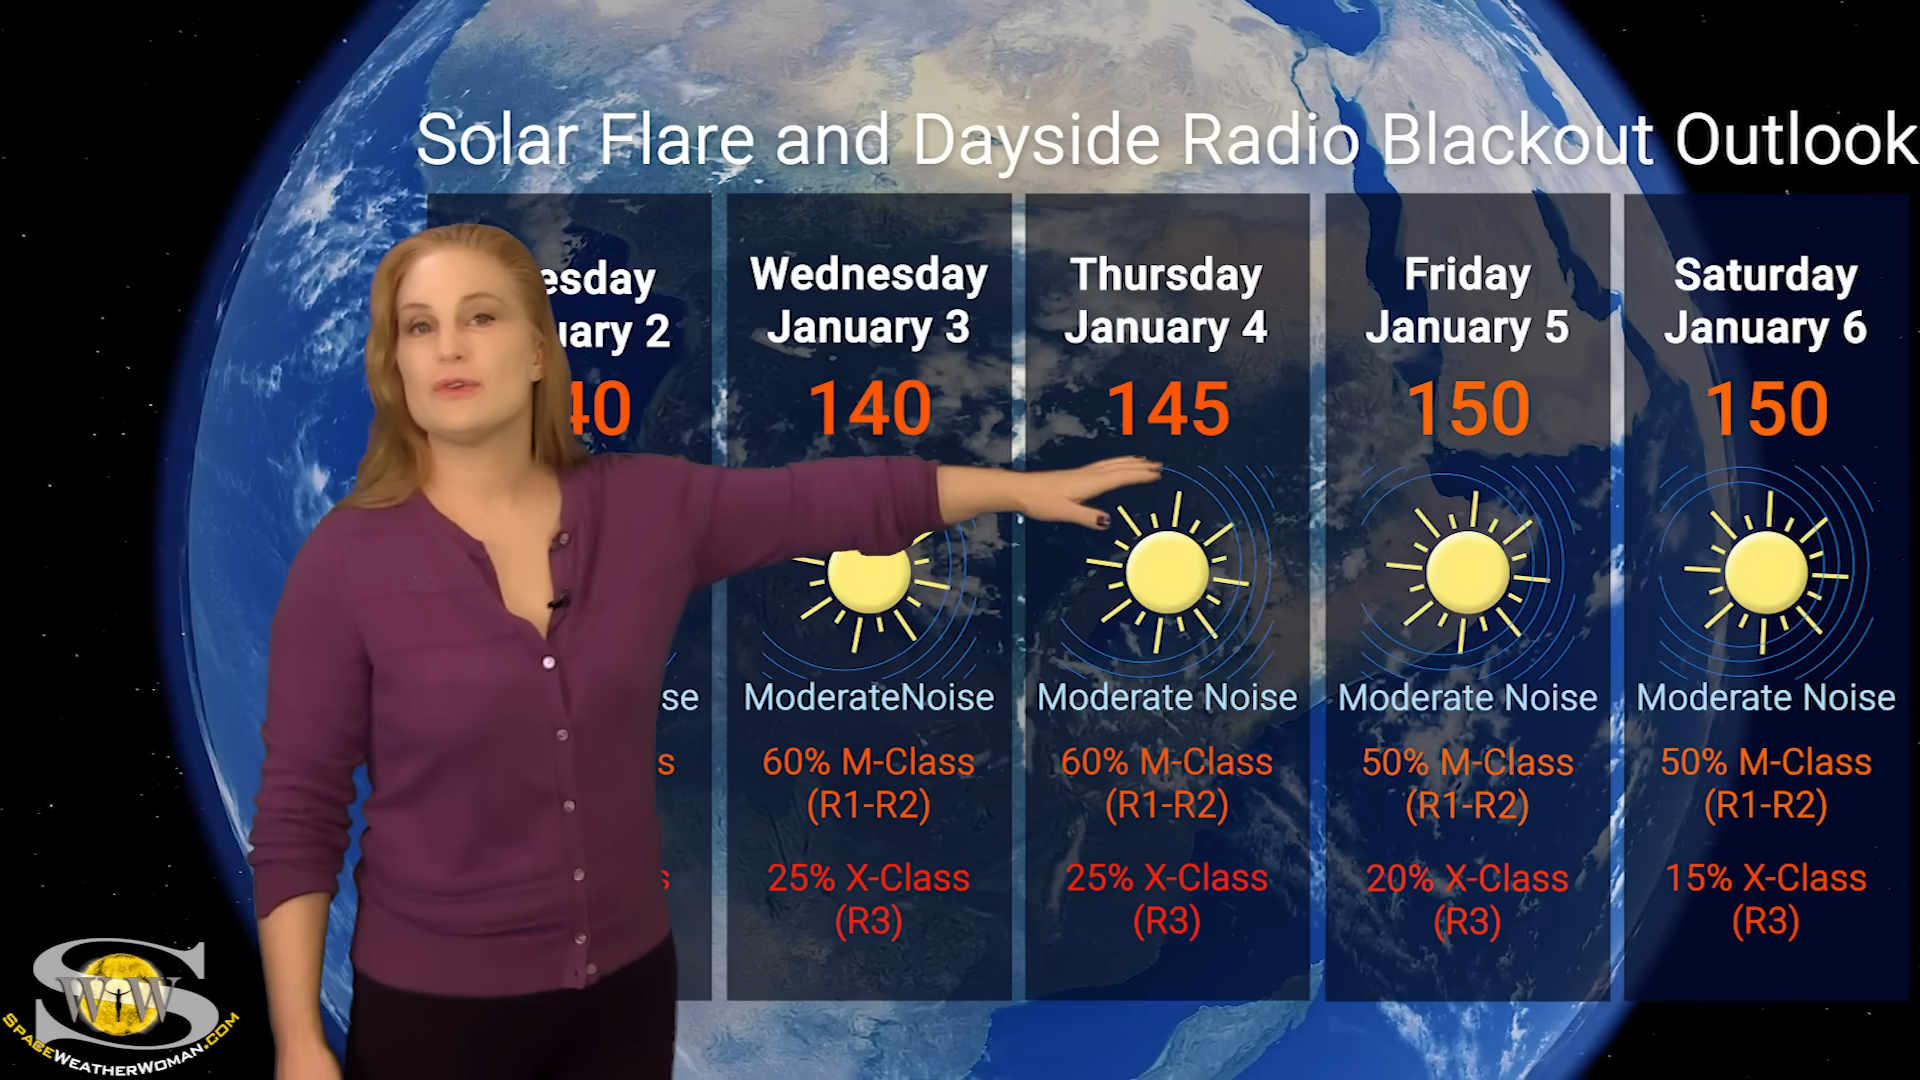 Solar Flare and Dayside Radio Blackout Outlook
esday
uary 2
40
se
s
s
Wednesday
January 3
140
ModerateNoise
60% M-Class
(R1-R2)
25% X-Class
(R3)
Thursday
January 4
145
Moderate Noise
60% M-Class
(R1-R2)
25% X-Class
(R3)
Friday
January 5
150
Moderate Noise
50% M-Class
(R1-R2)
20% X-Class
(R3)
Saturday
January 6
150
Moderate Noise
50% M-Class
(R1-R2)
15% X-Class
(R3)
S
WW
SPACEWEATHERWOMAN.COM